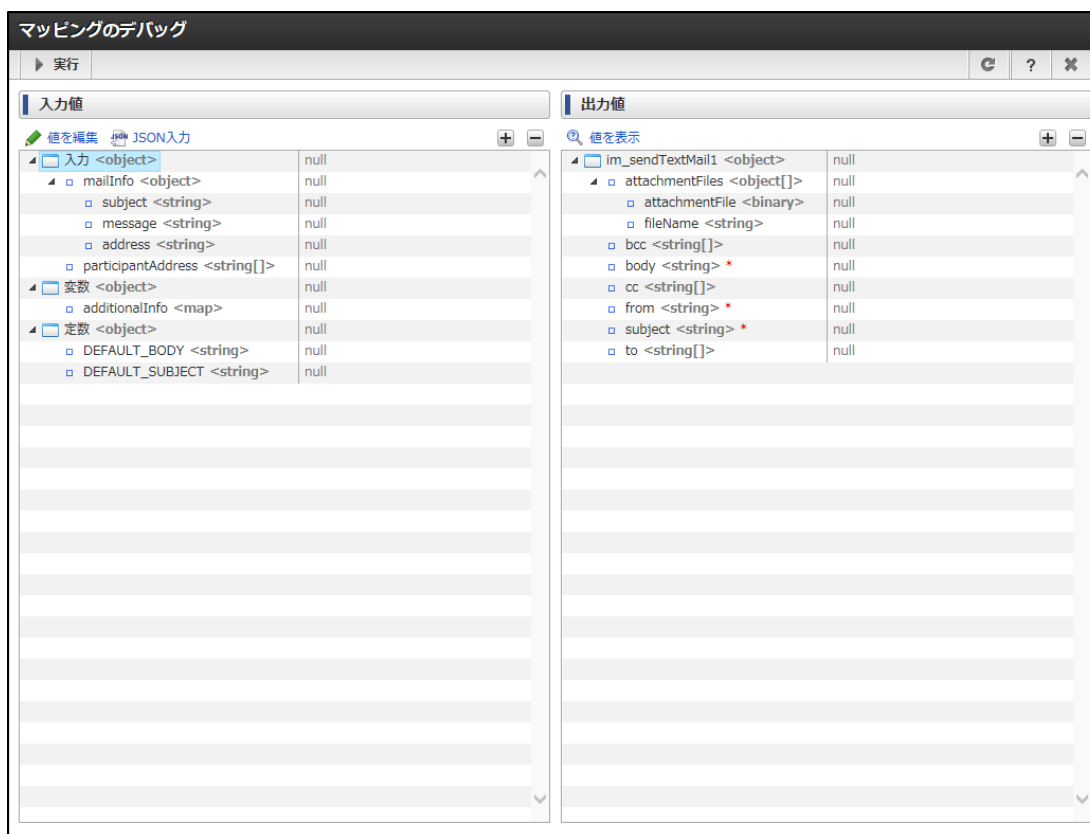 マッピングのデバッグ
実行
?
入力値
値を編集 JSON入力
入力 <object> null
mailInfo <object> null
subject <string> null
message <string> null
address <string> null
participantAddress <string[]> null
変数 <object> null
additionalInfo <map> null
定数 <object> null
DEFAULT_BODY <string> null
DEFAULT_SUBJECT <string> null
出力値
値を表示
im_sendTextMail1 <object> null
attachmentFiles <object[]> null
attachmentFile <binary> null
fileName <string> null
bcc <string[]> null
body <string> * null
cc <string[]> null
from <string> * null
subject <string> * null
to <string[]> null